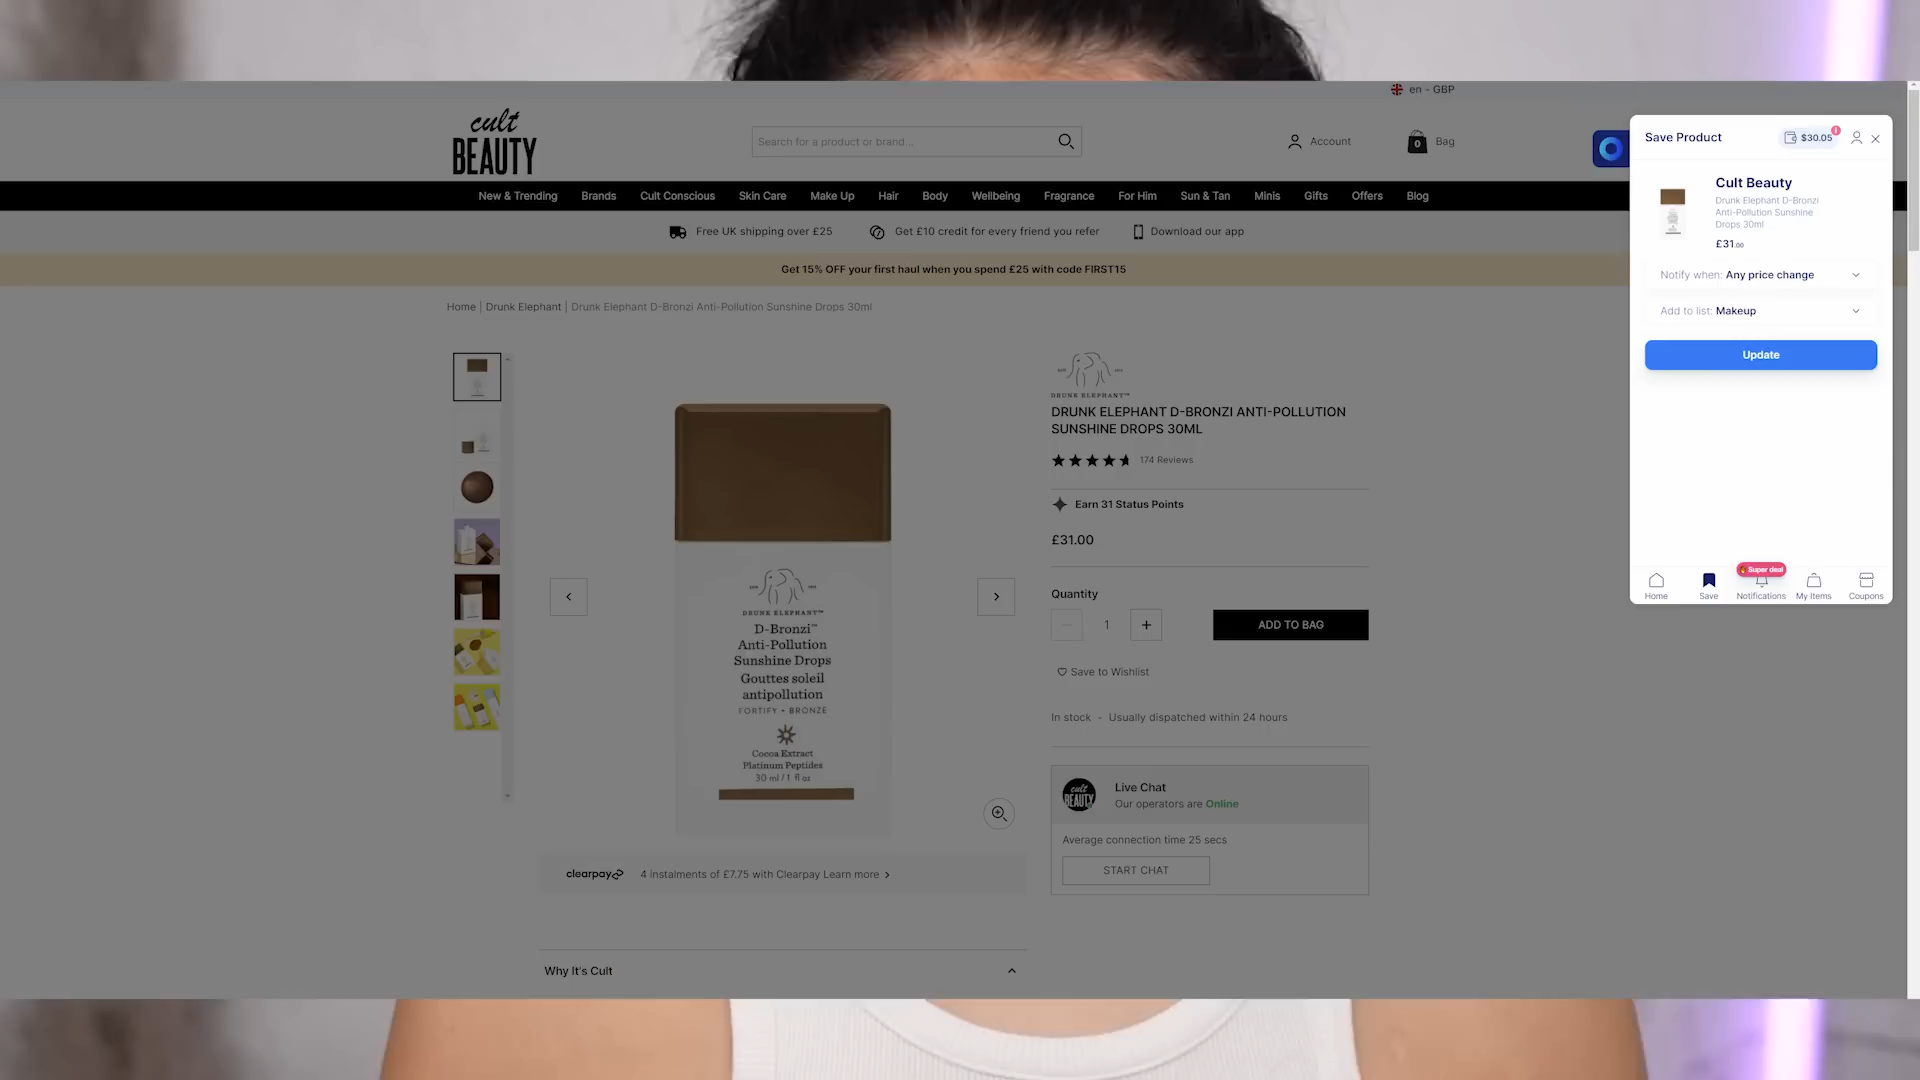 en - GBP
cult
BEAUTY
Search for a product or brand...
Account
0
Bag
New & Trending
Brands
Cult Conscious
Skin Care
Make Up
Hair
Body
Wellbeing
Fragrance
For Him
Sun & Tan
Minis
Gifts
Offers
Blog
Free UK shipping over £25
Get £10 credit for every friend you refer
Download our app
Get 15% OFF your first haul when you spend £25 with code FIRST15
Home | Drunk Elephant | Drunk Elephant D-Bronzi Anti-Pollution Sunshine Drops 30ml
DRUNK ELEPHANT™
D-Bronzi™
Anti-Pollution
Sunshine Drops
Gouttes soleil
antipollution
FORTIFY • BRONZE
Cocoa Extract
Platinum Peptides
30 ml / 1 fl oz
clearpay
4 instalments of £7.75 with Clearpay Learn more
Why It's Cult
DRUNK ELEPHANT™
DRUNK ELEPHANT D-BRONZI ANTI-POLLUTION
SUNSHINE DROPS 30ML
174 Reviews
Earn 31 Status Points
£31.00
Quantity
1
ADD TO BAG
Save to Wishlist
In stock - Usually dispatched within 24 hours
cult
BEAUTY
Live Chat
Our operators are Online
Average connection time 25 secs
START CHAT
Save Product
$30.05
1
Cult Beauty
Drunk Elephant D-Bronzi
Anti-Pollution Sunshine
Drops 30ml
£31.00
Notify when: Any price change
Add to list: Makeup
Update
Super deal
Home
Save
Notifications
My Items
Coupons